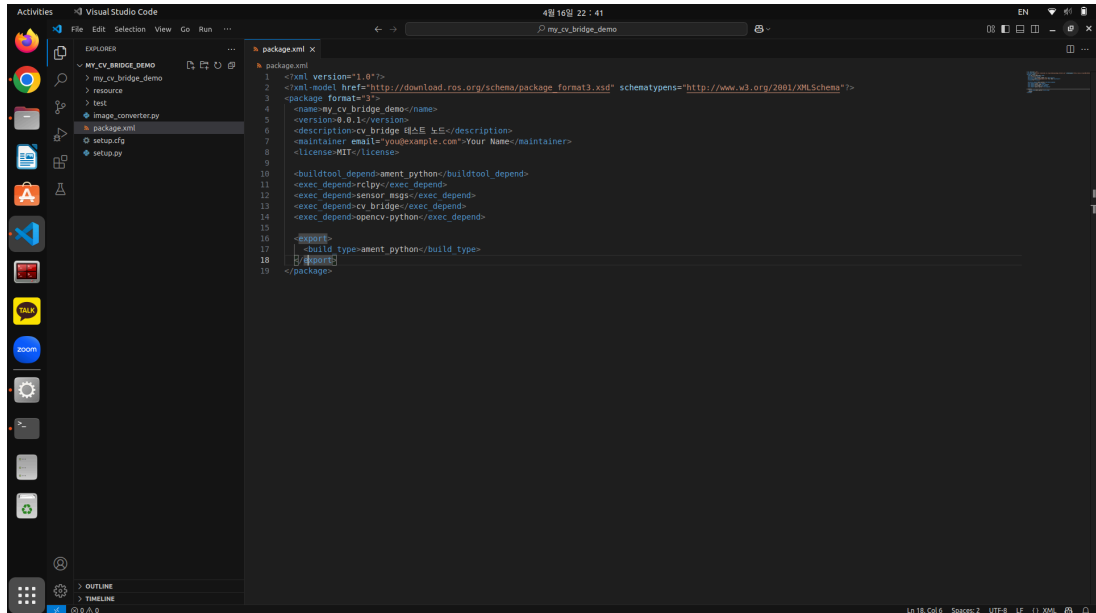 Activities
Visual Studio Code
4월 16일 22 : 41
EN
File Edit Selection View Go Run ...
my_cv_bridge_demo
EXPLORER
MY_CV_BRIDGE_DEMO
my_cv_bridge_demo
resource
test
image_converter.py
package.xml
setup.cfg
setup.py
package.xml
package.xml
1 <?xml version="1.0"?>
2 <?xml-model href="http://download.ros.org/schema/package_format3.xsd" schematypens="http://www.w3.org/2001/XMLSchema"?>
3 <package format="3">
4 <name>my_cv_bridge_demo</name>
5 <version>0.0.1</version>
6 <description>cv_bridge 테스트 노드</description>
7 <maintainer email="you@example.com">Your Name</maintainer>
8 <license>MIT</license>
9
10 <buildtool_depend>ament_python</buildtool_depend>
11 <exec_depend>rclpy</exec_depend>
12 <exec_depend>sensor_msgs</exec_depend>
13 <exec_depend>cv_bridge</exec_depend>
14 <exec_depend>opencv-python</exec_depend>
15
16 <export>
17 <build_type>ament_python</build_type>
18 </export>
19 </package>
TALK
zoom
OUTLINE
TIMELINE
0 0
Ln 18, Col 6 Spaces: 2 UTF-8 LF {} XML